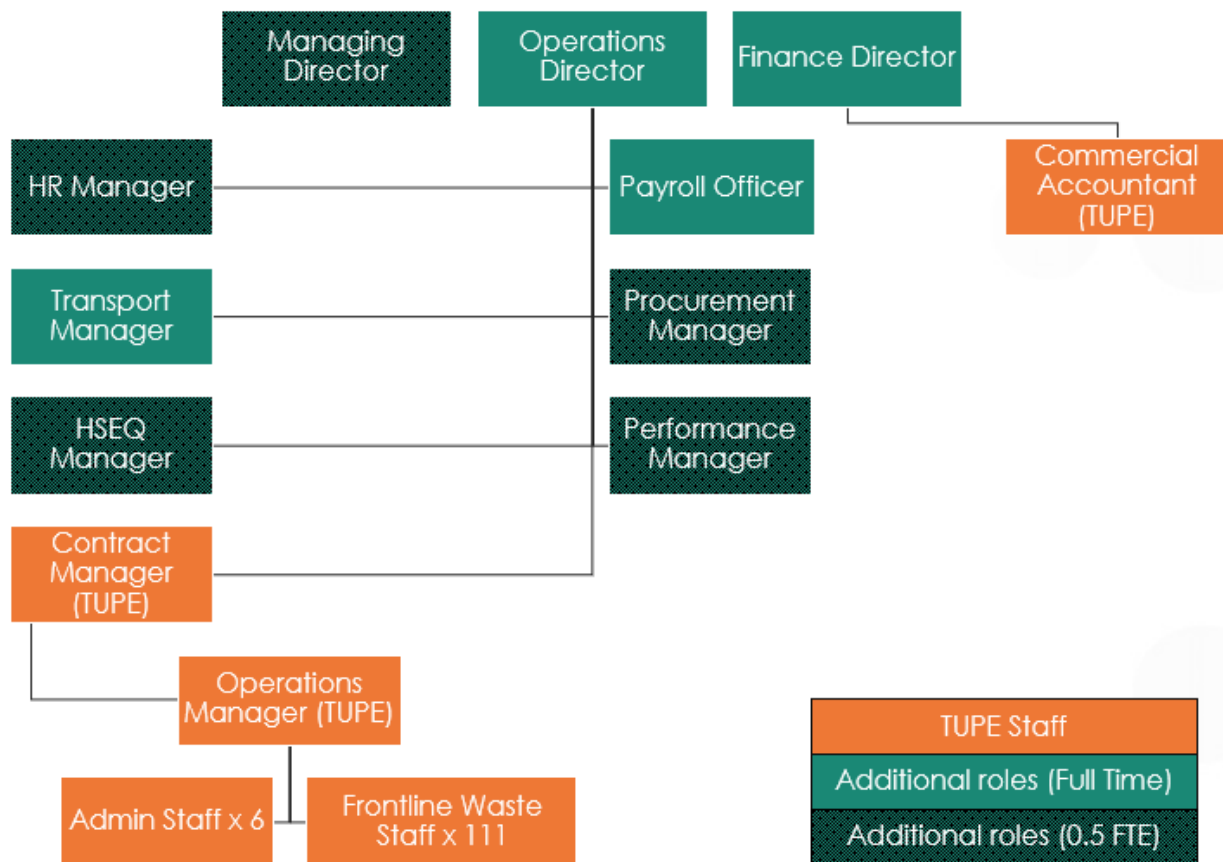 Managing
Director
Operations
Director
Finance Director
HR Manager
Payroll Officer
Commercial
Accountant
(TUPE)
Transport
Manager
Procurement
Manager
HSEQ
Manager
Performance
Manager
Contract
Manager
(TUPE)
Operations
Manager (TUPE)
Admin Staff x 6
Frontline Waste
Staff x 111
TUPE Staff
Additional roles (Full Time)
Additional roles (0.5 FTE)